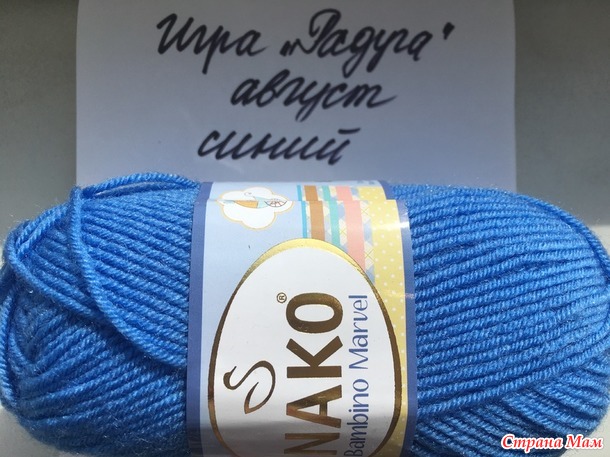 Игра „Радуга"
август
синий
NAKO®
Bambino Marvel
Страна Мам